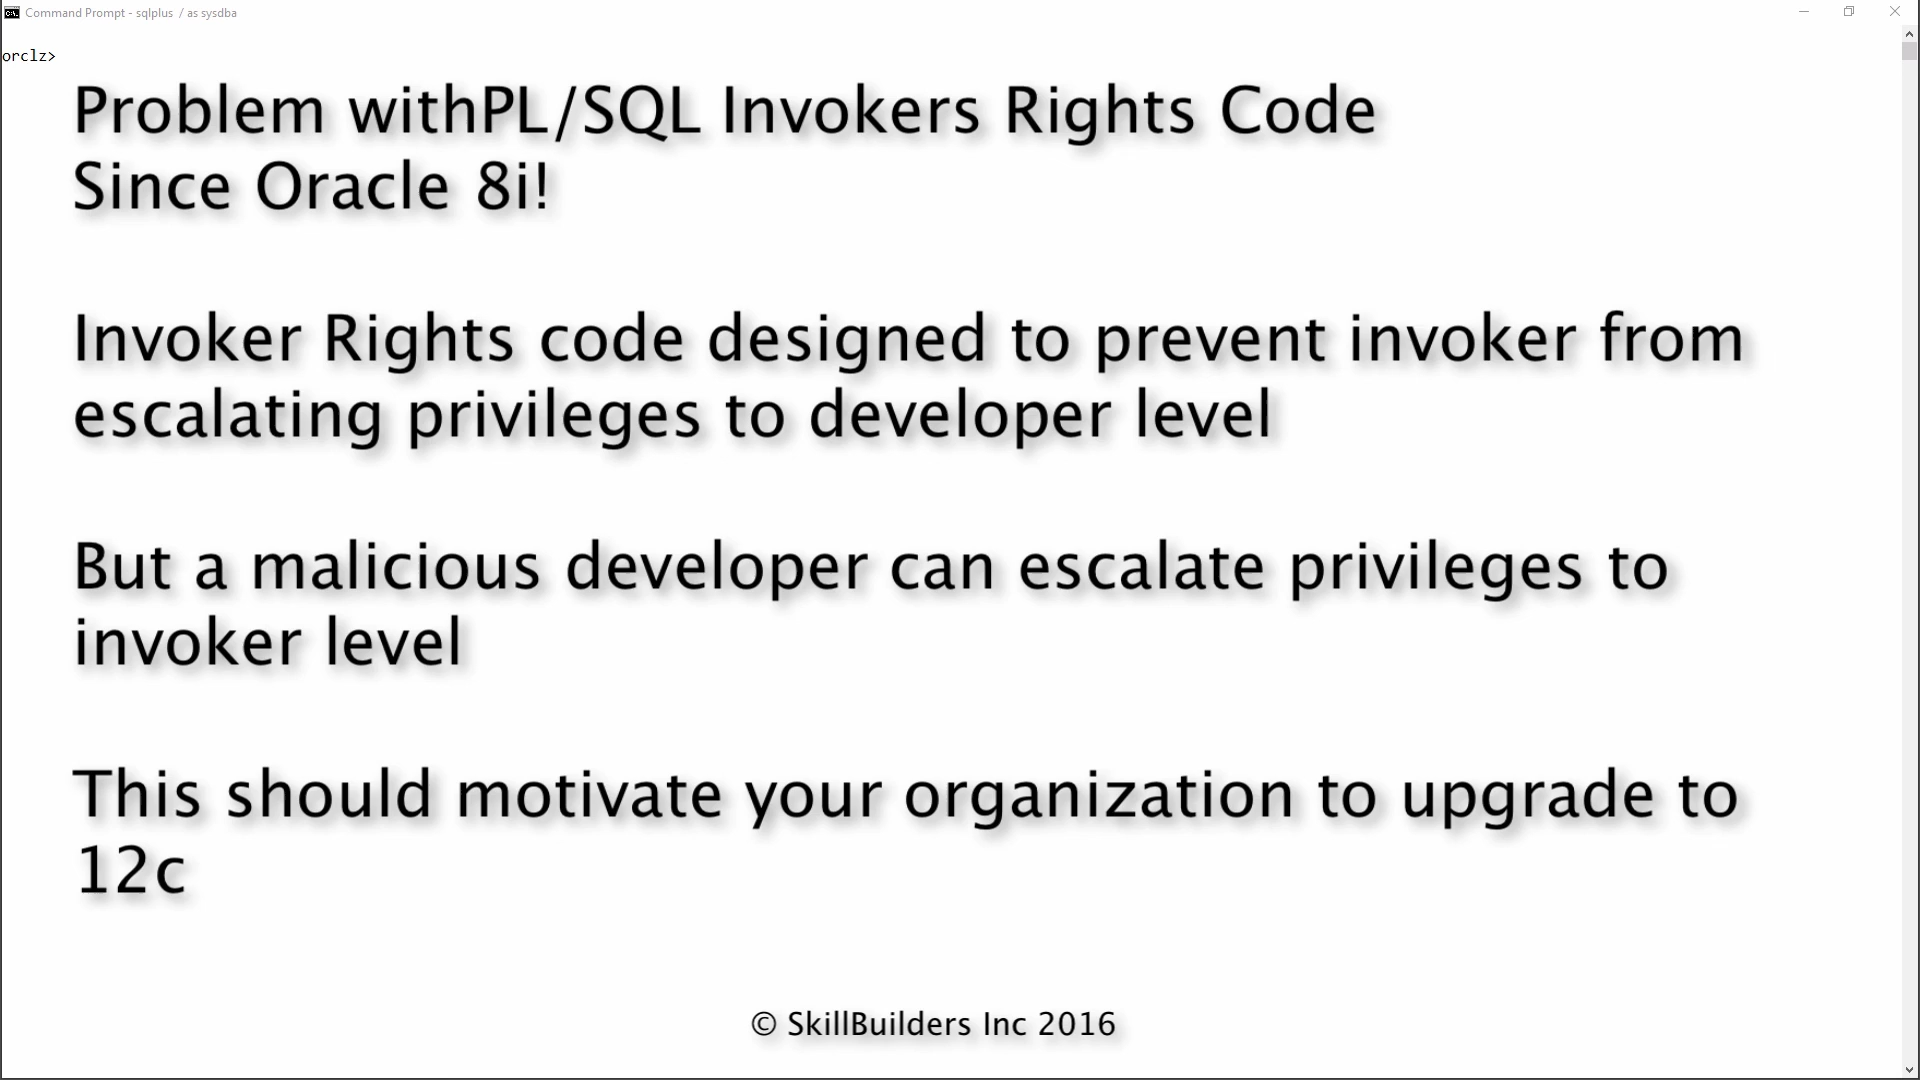 Command Prompt - sqlplus / as sysdba
orclz>
Problem withPL/SQL Invokers Rights Code
Since Oracle 8i!
Invoker Rights code designed to prevent invoker from
escalating privileges to developer level
But a malicious developer can escalate privileges to
invoker level
This should motivate your organization to upgrade to
12c
© SkillBuilders Inc 2016